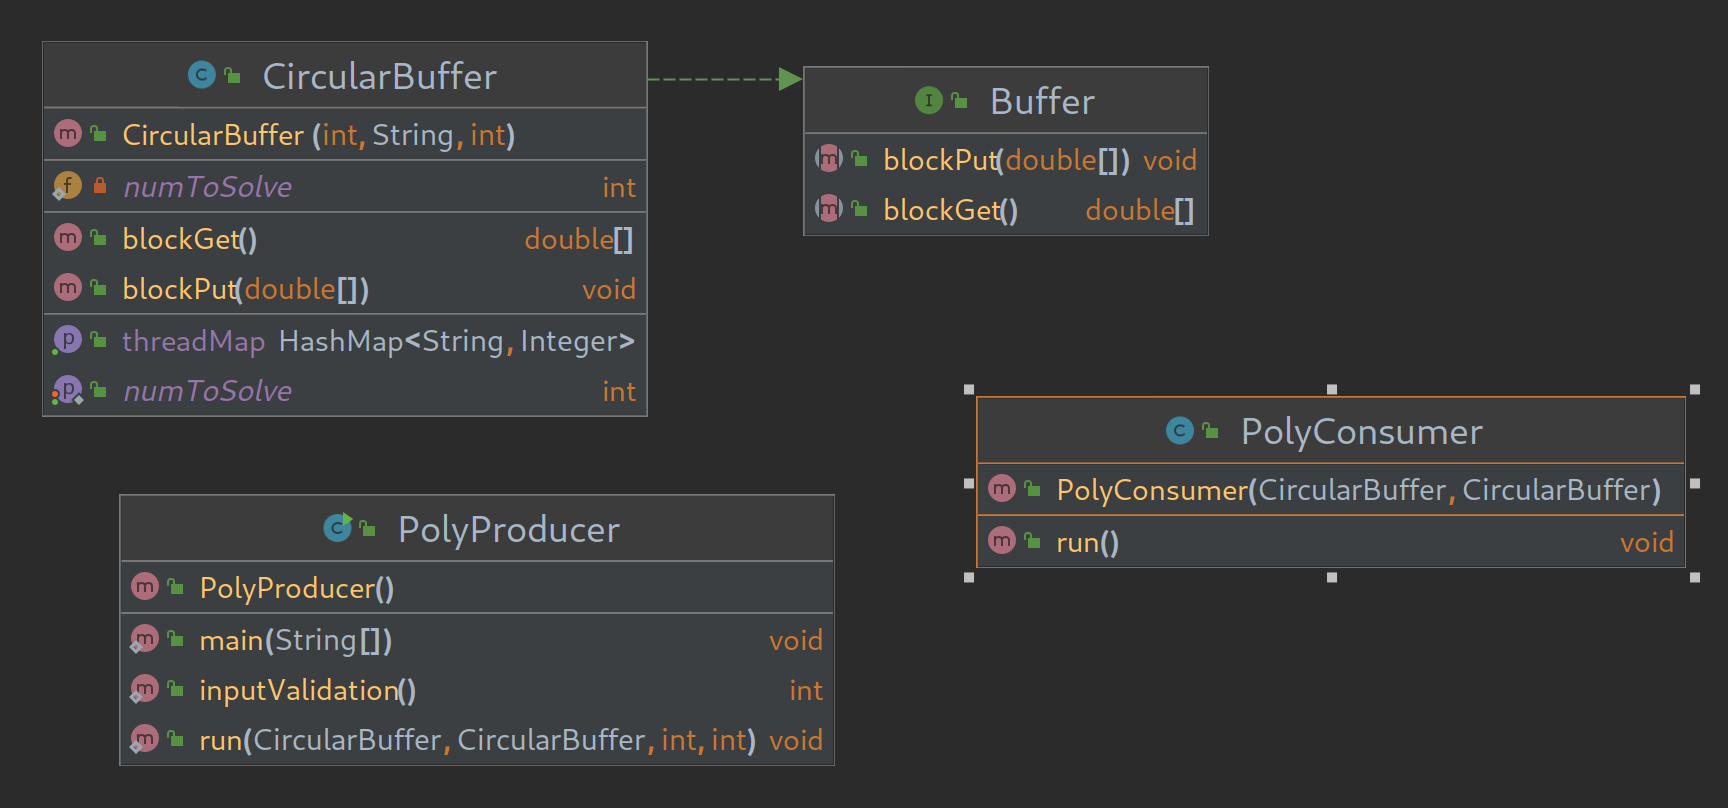 CircularBuffer
CircularBuffer (int, String, int)
numToSolve int
blockGet() double[]
blockPut(double[]) void
threadMap HashMap<String, Integer>
numToSolve int
Buffer
blockPut(double[]) void
blockGet() double[]
PolyConsumer
PolyConsumer(CircularBuffer, CircularBuffer)
run() void
PolyProducer
PolyProducer()
main(String[]) void
inputValidation() int
run(CircularBuffer, CircularBuffer, int, int) void